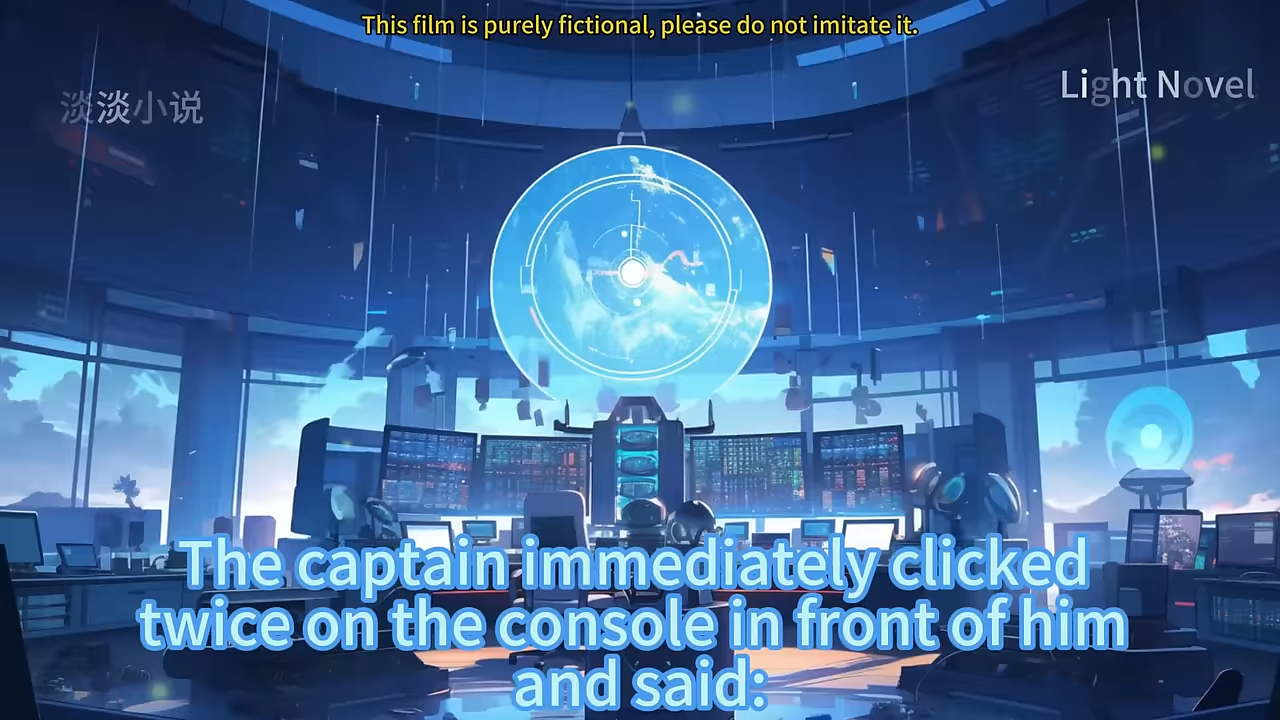 This film is purely fictional, please do not imitate it.
淡淡小说
Light Novel
The captain immediately clicked
twice on the console in front of him
and said: